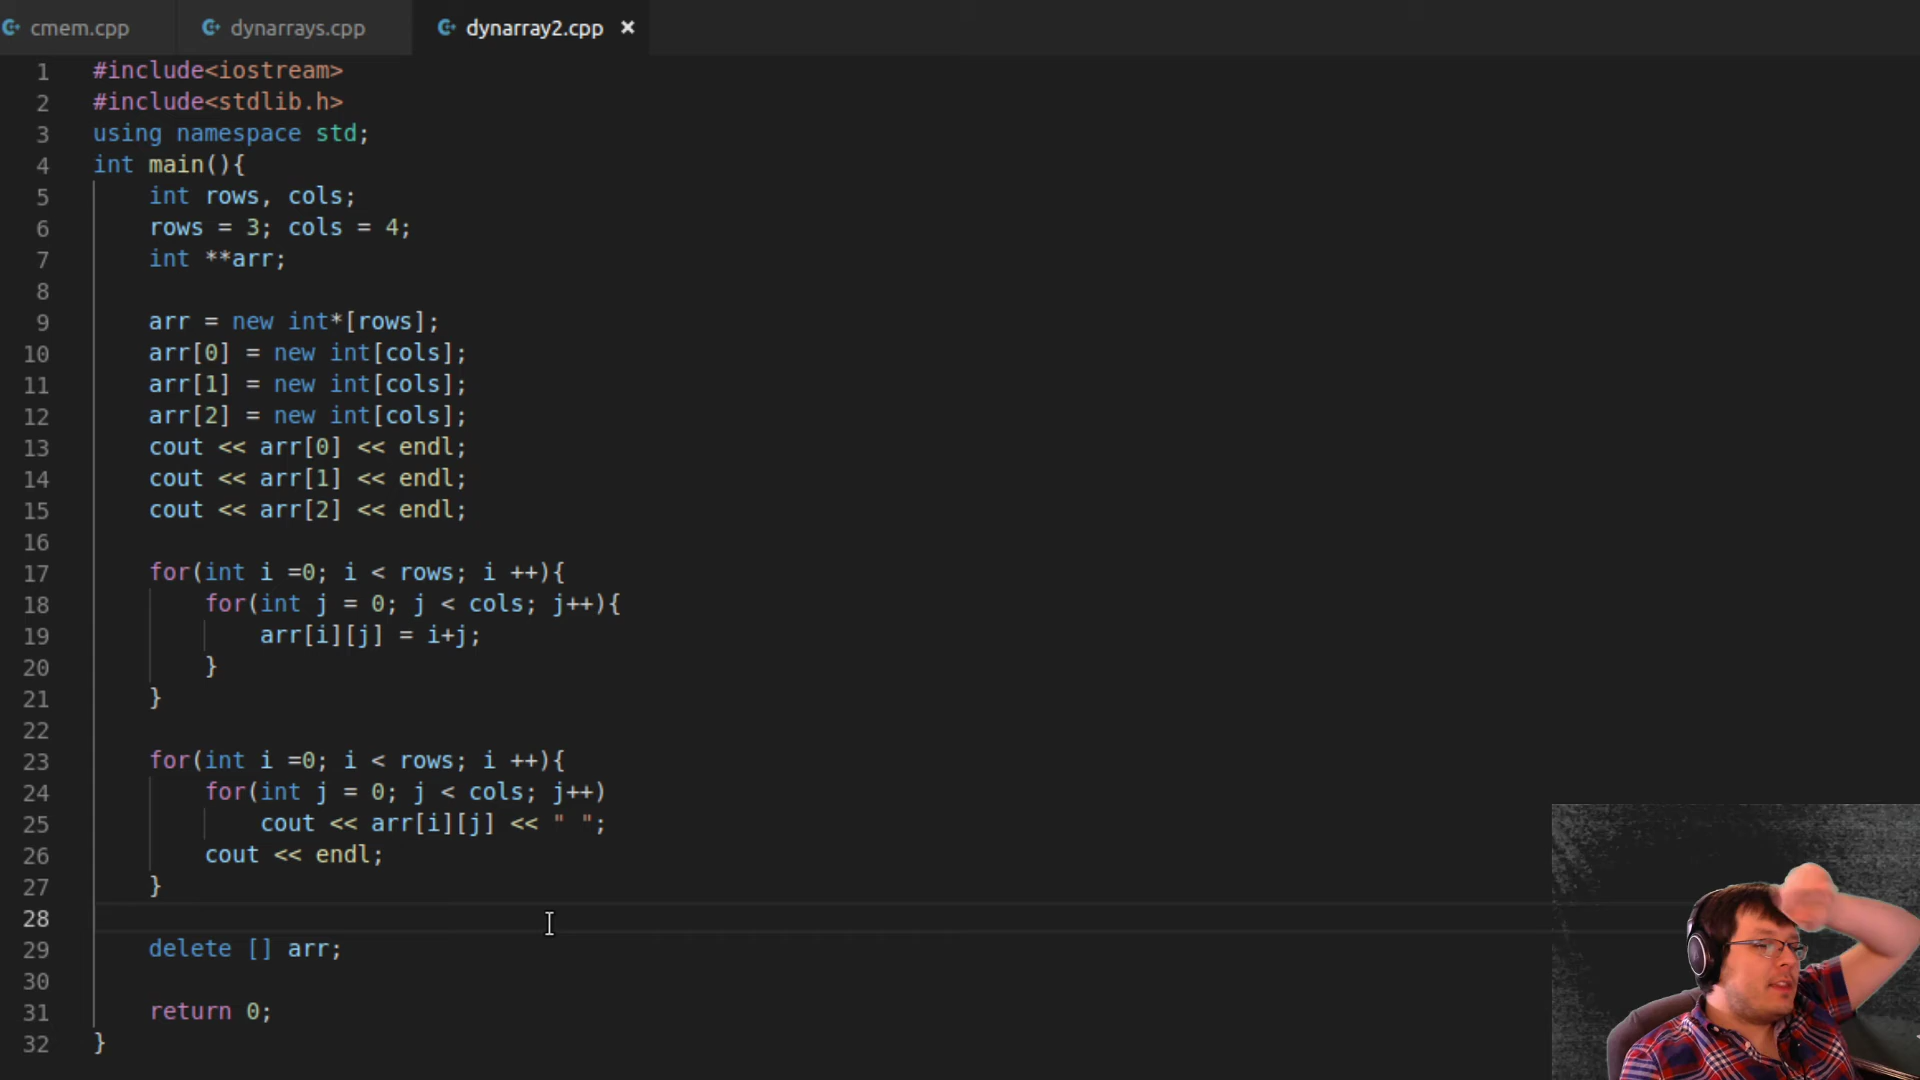 cmem.cpp
dynarrays.cpp
dynarray2.cpp ×
1 #include<iostream>
2 #include<stdlib.h>
3 using namespace std;
4 int main(){
5 int rows, cols;
6 rows = 3; cols = 4;
7 int **arr;
8
9 arr = new int*[rows];
10 arr[0] = new int[cols];
11 arr[1] = new int[cols];
12 arr[2] = new int[cols];
13 cout << arr[0] << endl;
14 cout << arr[1] << endl;
15 cout << arr[2] << endl;
16
17 for(int i =0; i < rows; i ++){
18 for(int j = 0; j < cols; j++){
19 arr[i][j] = i+j;
20 }
21 }
22
23 for(int i =0; i < rows; i ++){
24 for(int j = 0; j < cols; j++)
25 cout << arr[i][j] << " ";
26 cout << endl;
27 }
28
29 delete [] arr;
30
31 return 0;
32 }